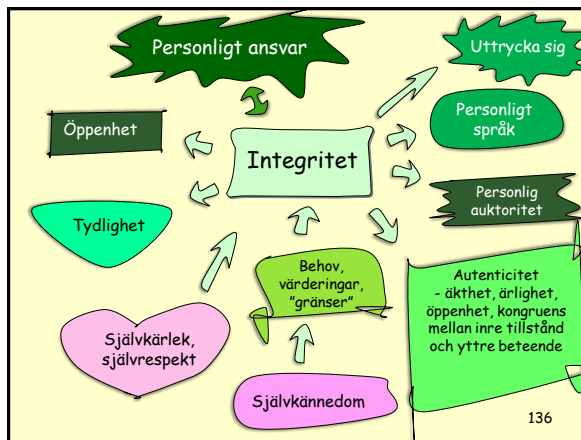 Personligt ansvar
Uttrycka sig
Öppenhet
Personligt
språk
Integritet
Personlig
auktoritet
Tydlighet
Behov,
värderingar,
"gränser"
Autenticitet
- äkthet, ärlighet,
öppenhet, kongruens
mellan inre tillstånd
och yttre beteende
Självkärlek,
självrespekt
Självkännedom
136